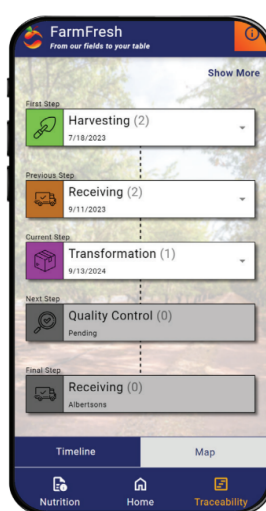 FarmFresh
From our fields to your table
Show More
First Step
Harvesting (2)
7/18/2023
Previous Step
Receiving (2)
9/11/2023
Current Step
Transformation (1)
9/13/2024
Next Step
Quality Control (0)
Pending
Final Step
Receiving (0)
Albertsons
Timeline
Map
Nutrition
Home
Traceability